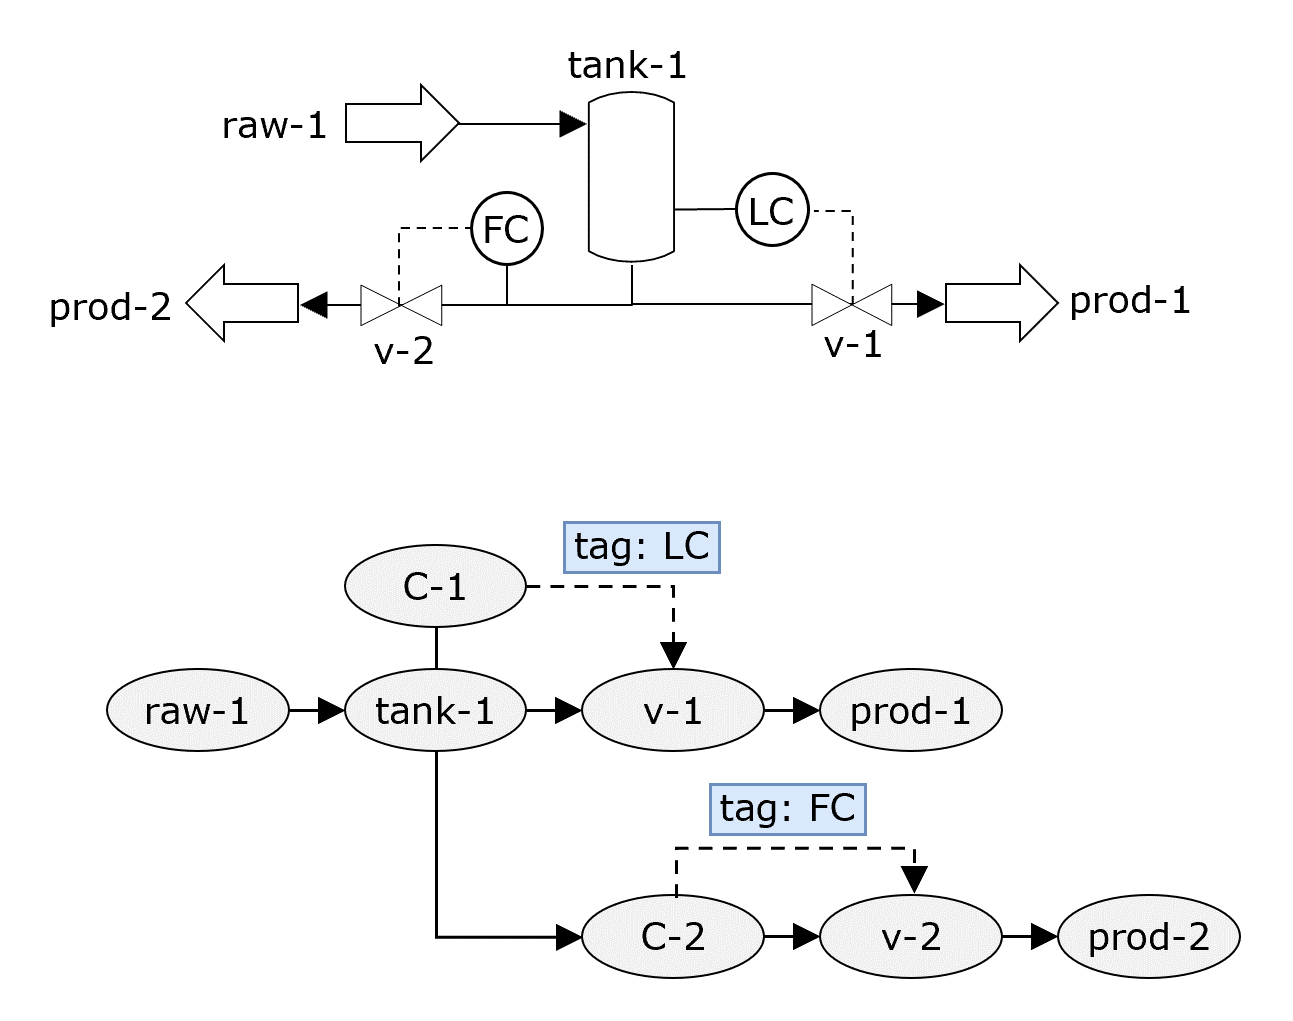 tank-1
raw-1
LC
FC
prod-2
prod-1
v-2
v-1
tag: LC
C-1
raw-1
tank-1
v-1
prod-1
tag: FC
C-2
v-2
prod-2